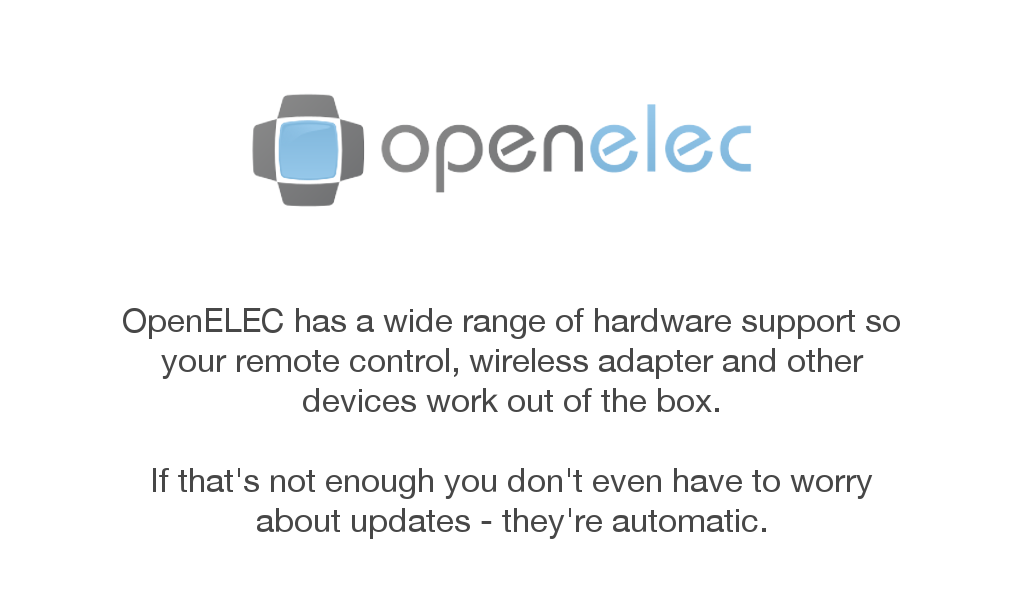 openelec
OpenELEC has a wide range of hardware support so
your remote control, wireless adapter and other
devices work out of the box.
If that's not enough you don't even have to worry
about updates - they're automatic.